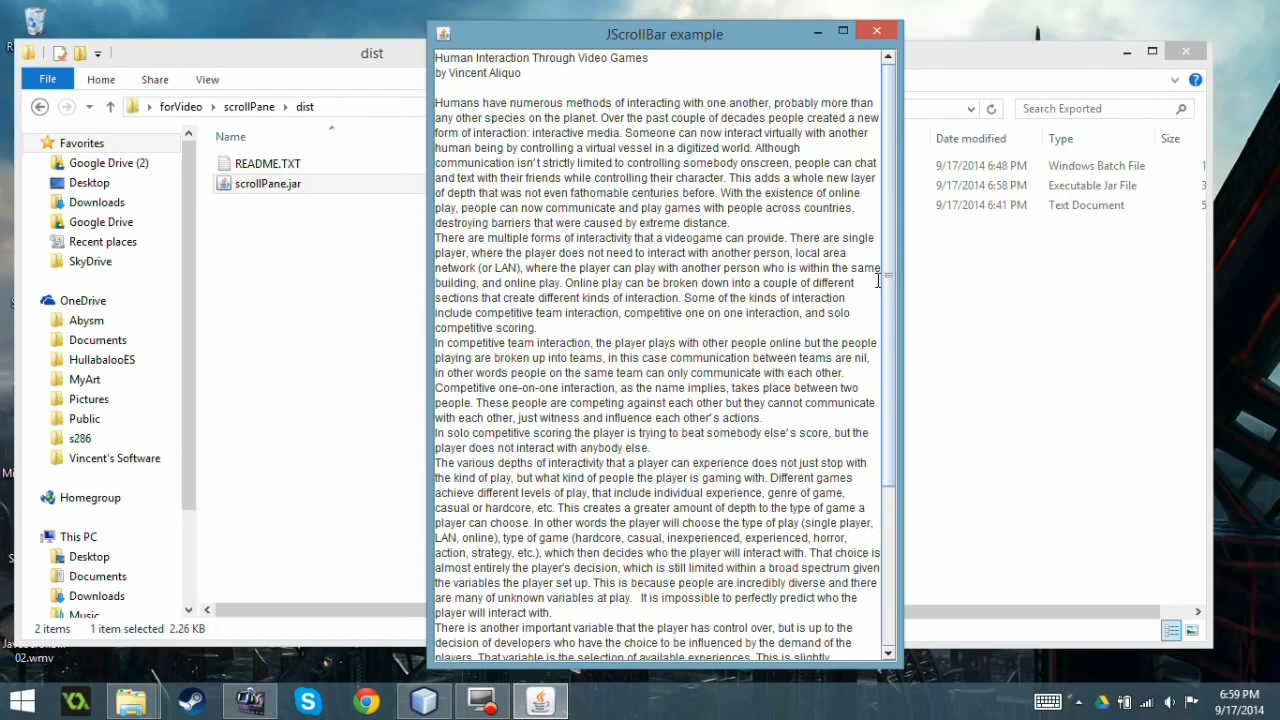 dist
File
Home
Share
View
forVideo
scrollPane
dist
Name
Favorites
Google Drive (2)
Desktop
Downloads
Google Drive
Recent places
SkyDrive
OneDrive
Abysm
Documents
HullabalooES
MyArt
Pictures
Public
s286
Vincent's Software
Homegroup
This PC
Desktop
Documents
Downloads
Music
README.TXT
scrollPane.jar
2 items
1 item selected 2.26 KB
02.wmv
JScrollBar example
Human Interaction Through Video Games
by Vincent Aliquo
Humans have numerous methods of interacting with one another, probably more than
any other species on the planet. Over the past couple of decades people created a new
form of interaction: interactive media. Someone can now interact virtually with another
human being by controlling a virtual vessel in a digitized world. Although
communication isn't strictly limited to controlling somebody onscreen, people can chat
and text with their friends while controlling their character. This adds a whole new layer
of depth that was not even fathomable centuries before. With the existence of online
play, people can now communicate and play games with people across countries,
destroying barriers that were caused by extreme distance.
There are multiple forms of interactivity that a videogame can provide. There are single
player, where the player does not need to interact with another person, local area
network (or LAN), where the player can play with another person who is within the same
building, and online play. Online play can be broken down into a couple of different
sections that create different kinds of interaction. Some of the kinds of interaction
include competitive team interaction, competitive one on one interaction, and solo
competitive scoring.
In competitive team interaction, the player plays with other people online but the people
playing are broken up into teams, in this case communication between teams are nil,
in other words people on the same team can only communicate with each other.
Competitive one-on-one interaction, as the name implies, takes place between two
people. These people are competing against each other but they cannot communicate
with each other, just witness and influence each other's actions.
In solo competitive scoring the player is trying to beat somebody else's score, but the
player does not interact with anybody else.
The various depths of interactivity that a player can experience does not just stop with
the kind of play, but what kind of people the player is gaming with. Different games
achieve different levels of play, that include individual experience, genre of game,
casual or hardcore, etc. This creates a greater amount of depth to the type of game a
player can choose. In other words the player will choose the type of play (single player,
LAN, online), type of game (hardcore, casual, inexperienced, experienced, horror,
action, strategy, etc.), which then decides who the player will interact with. That choice is
almost entirely the player's decision, which is still limited within a broad spectrum given
the variables the player set up. This is because people are incredibly diverse and there
are many of unknown variables at play. It is impossible to perfectly predict who the
player will interact with.
There is another important variable that the player has control over, but is up to the
decision of developers who have the choice to be influenced by the demand of the
players. That variable is the selection of available experiences. This is slightly
Search Exported
Date modified
Type
Size
9/17/2014 6:48 PM
Windows Batch File
9/17/2014 6:58 PM
Executable Jar File
9/17/2014 6:41 PM
Text Document
6:59 PM
9/17/2014